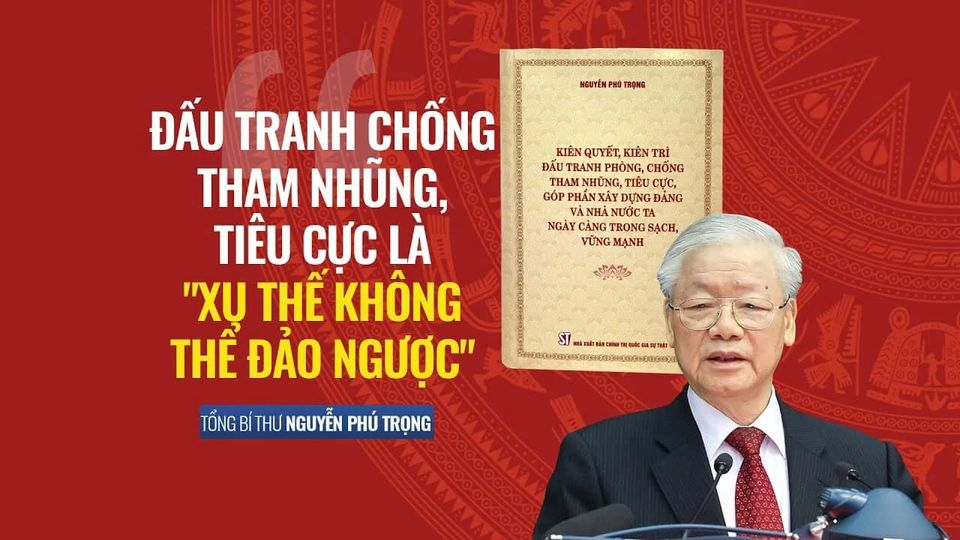 ĐẤU TRANH CHỐNG
THAM NHŨNG,
TIÊU CỰC LÀ
"XU THẾ KHÔNG
THỂ ĐẢO NGƯỢC"
TỔNG BÍ THƯ NGUYỄN PHÚ TRỌNG
NGUYỄN PHÚ TRỌNG
KIÊN QUYẾT, KIÊN TRÌ
ĐẤU TRANH PHÒNG, CHỐNG
THAM NHŨNG, TIÊU CỰC,
GÓP PHẦN XÂY DỰNG ĐẢNG
VÀ NHÀ NƯỚC TA
NGÀY CÀNG TRONG SẠCH,
VỮNG MẠNH
ST NHÀ XUẤT BẢN CHÍNH TRỊ QUỐC GIA SỰ THẬT